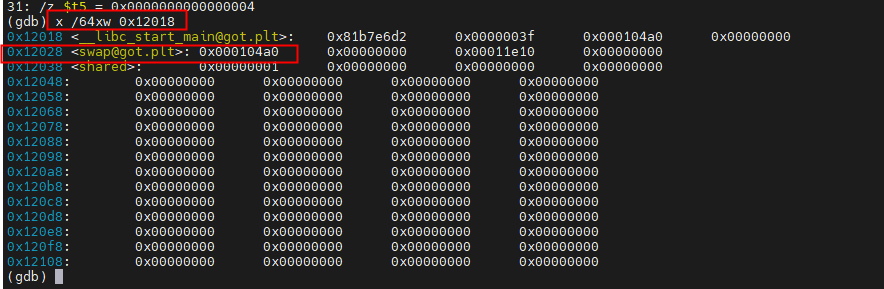 31: /z $t5 = 0x0000000000000004
(gdb) x /64xw 0x12018
0x12018 <__libc_start_main@got.plt>: 0x81b7e6d2 0x0000003f 0x000104a0 0x00000000
0x12028 <swap@got.plt>: 0x000104a0 0x00000000 0x00011e10 0x00000000
0x12038 <shared>: 0x00000001 0x00000000 0x00000000 0x00000000
0x12048: 0x00000000 0x00000000 0x00000000 0x00000000
0x12058: 0x00000000 0x00000000 0x00000000 0x00000000
0x12068: 0x00000000 0x00000000 0x00000000 0x00000000
0x12078: 0x00000000 0x00000000 0x00000000 0x00000000
0x12088: 0x00000000 0x00000000 0x00000000 0x00000000
0x12098: 0x00000000 0x00000000 0x00000000 0x00000000
0x120a8: 0x00000000 0x00000000 0x00000000 0x00000000
0x120b8: 0x00000000 0x00000000 0x00000000 0x00000000
0x120c8: 0x00000000 0x00000000 0x00000000 0x00000000
0x120d8: 0x00000000 0x00000000 0x00000000 0x00000000
0x120e8: 0x00000000 0x00000000 0x00000000 0x00000000
0x120f8: 0x00000000 0x00000000 0x00000000 0x00000000
0x12108: 0x00000000 0x00000000 0x00000000 0x00000000
(gdb)